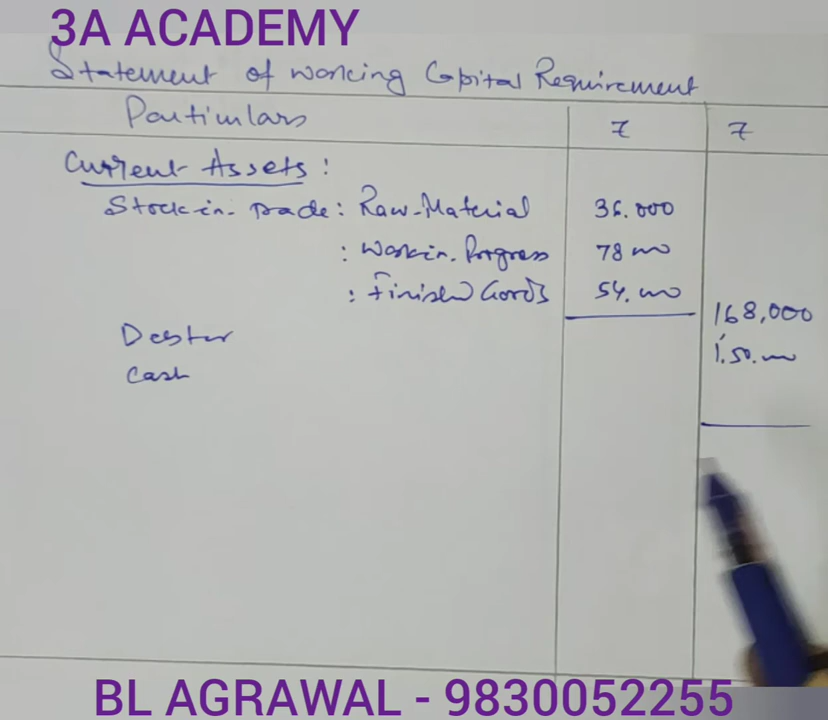 3A ACADEMY
Statement of Working Capital Requirement
Particulars ₹ ₹
Current Assets :
Stock-in-trade : Raw-Material 36.000
: Work-in-Progress 78 000
: Finished Goods 54.000
168,000
Debtor 1.50.000
Cash
BL AGRAWAL - 9830052255